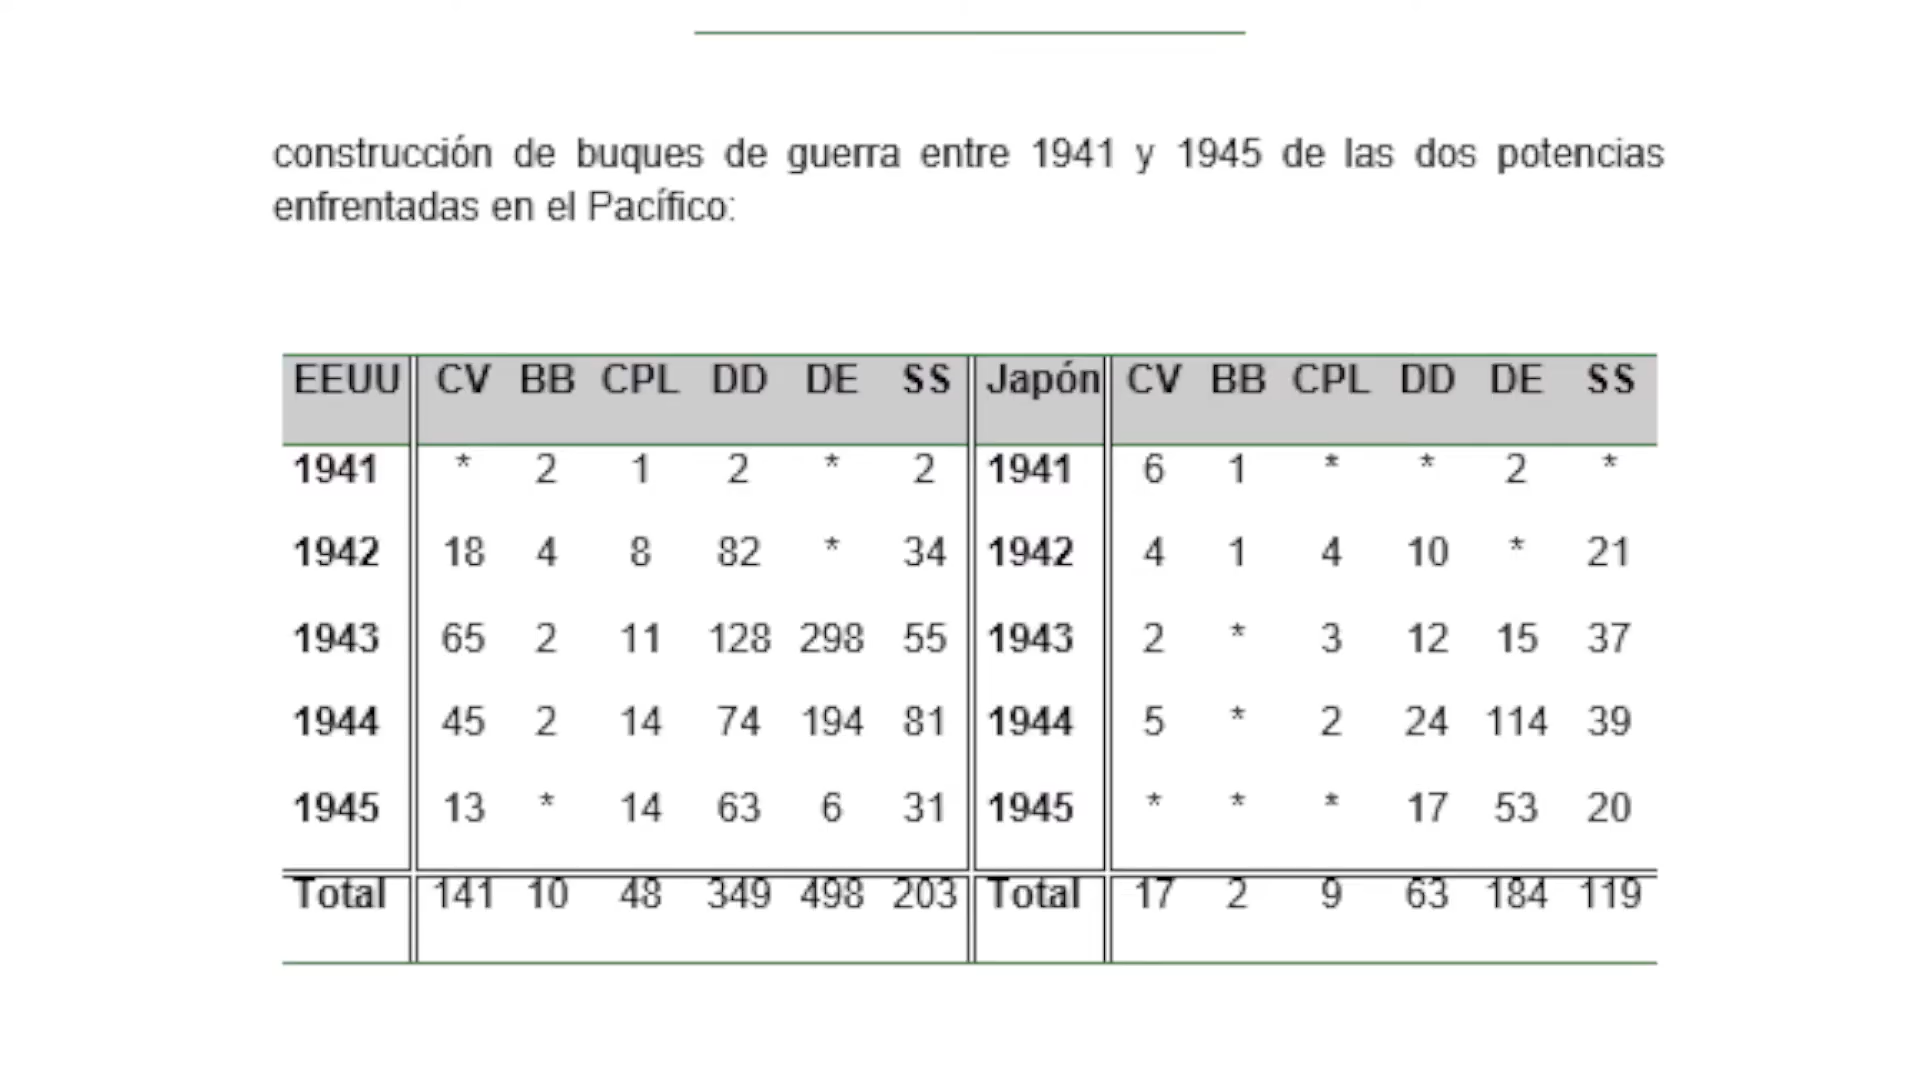 construcción de buques de guerra entre 1941 y 1945 de las dos potencias
enfrentadas en el Pacífico:
EEUU CV BB CPL DD DE SS Japón CV BB CPL DD DE SS
1941 * 2 1 2 * 2 1941 6 1 * * 2 *
1942 18 4 8 82 * 34 1942 4 1 4 10 * 21
1943 65 2 11 128 298 55 1943 2 * 3 12 15 37
1944 45 2 14 74 194 81 1944 5 * 2 24 114 39
1945 13 * 14 63 6 31 1945 * * * 17 53 20
Total 141 10 48 349 498 203 Total 17 2 9 63 184 119